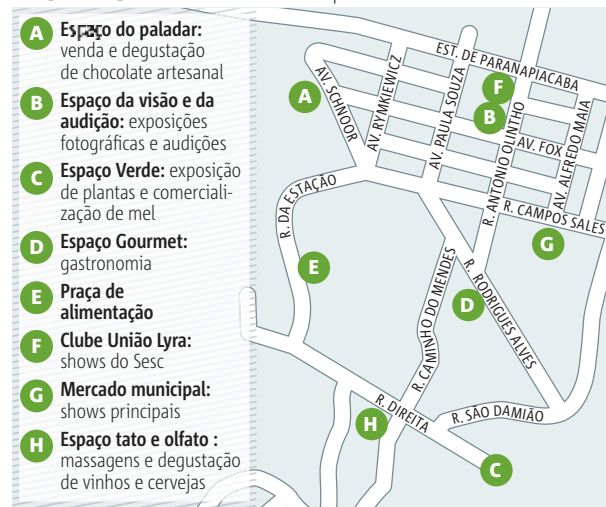 A Espaço do paladar:
venda e degustação
de chocolate artesanal
B Espaço da visão e da
audição: exposições
fotográficas e audições
C Espaço Verde: exposição
de plantas e comerciali-
zação de mel
D Espaço Gourmet:
gastronomia
E Praça de
alimentação
F Clube União Lyra:
shows do Sesc
G Mercado municipal:
shows principais
H Espaço tato e olfato :
massagens e degustação
de vinhos e cervejas
EST. DE PARANAPIACABA
AV. SCHNOOR
AV. RYNKIEWICZ
AV. PAULA SOUZA
R. ANTONIO OLINTHO
AV. FOX
AV. ALFREDO MAIA
R. CAMPOS SALES
R. DA ESTAÇÃO
R. CAMINHO DO MENDES
R. RODRIGUES ALVES
R. DIREITA
R. SÃO DAMIÃO
A
F
B
G
E
D
H
C